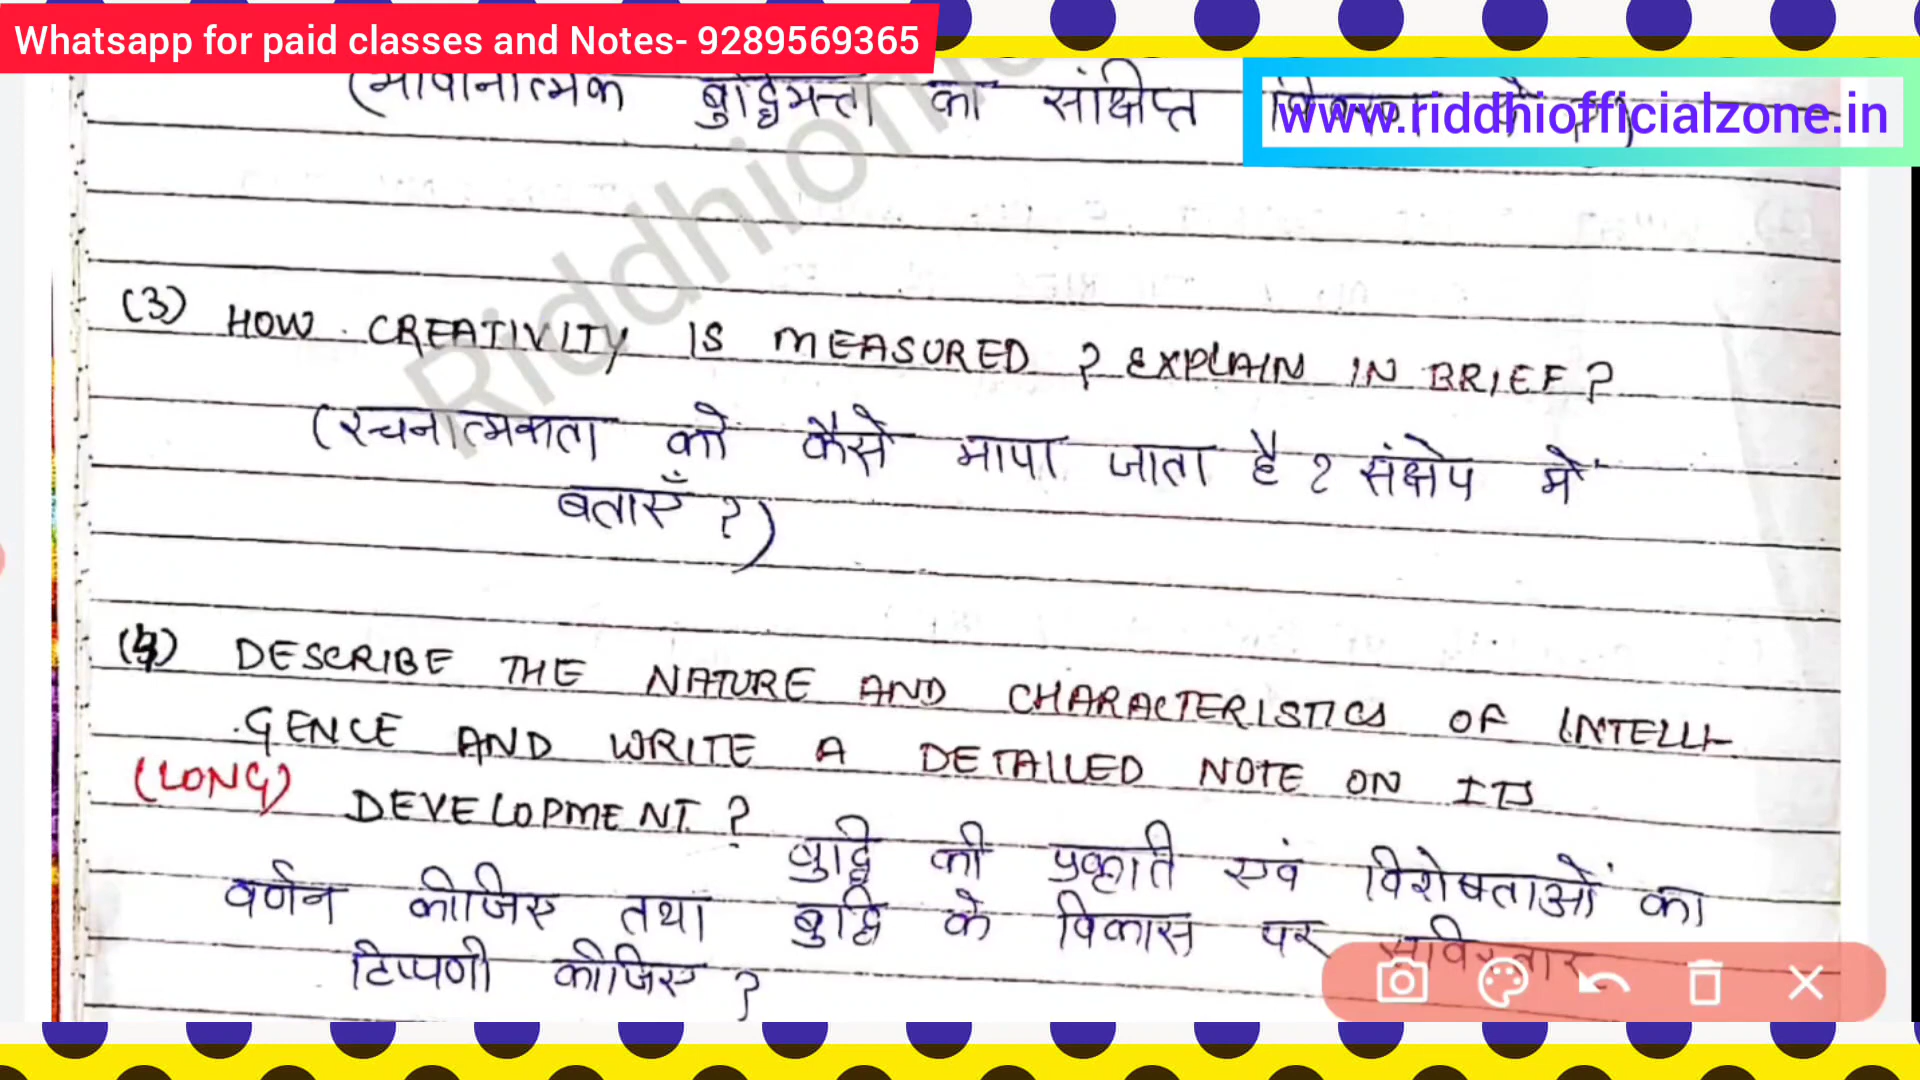 Whatsapp for paid classes and Notes- 9289569365
www.riddhiofficialzone.in
बुद्धिमत्ता का संक्षिप्त
(3) HOW CREATIVITY IS MEASURED ? EXPLAIN IN BRIEF ?
(रचनात्मकता को कैसे मापा जाता है ? संक्षेप में
बताएँ ?)
(4) DESCRIBE THE NATURE AND CHARACTERISTICS OF INTELLI-
GENCE AND WRITE A DETAILED NOTE ON ITS
(LONG) DEVELOPMENT ?
बुद्धि की प्रकृति एवं विशेषताओं का
वर्णन कीजिए तथा बुद्धि के विकास पर सविस्तार
टिप्पणी कीजिए ?